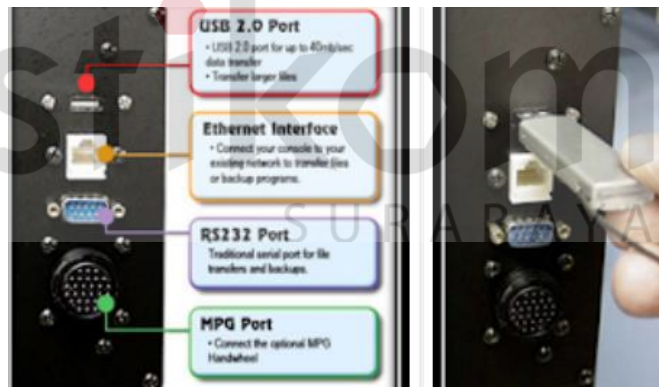 USB 2.0 Port
• USB 2.0 port for up to 40mb/sec
data transfer
• Transfer larger files
Ethernet Interface
• Connect your console to your
existing network to transfer files
or backup programs.
RS232 Port
Traditional serial port for file
transfers and backups.
MPG Port
• Connect the optional MPG
Handwheel
stikom
SURABAYA